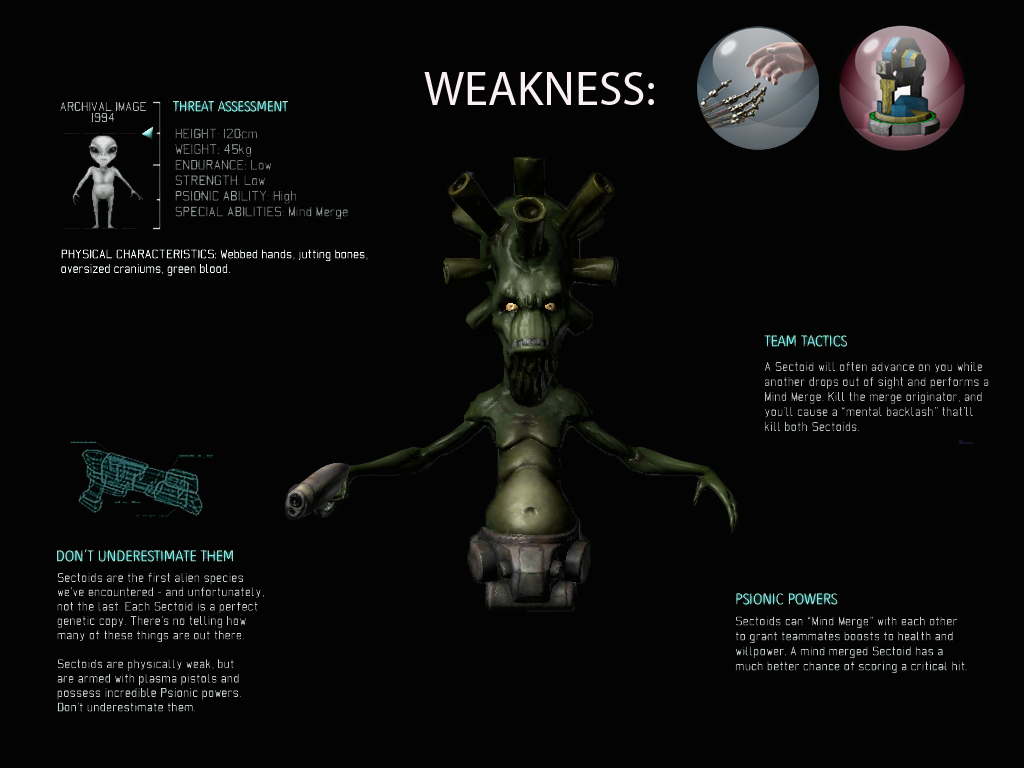 WEAKNESS:
ARCHIVAL IMAGE
1994
THREAT ASSESSMENT
HEIGHT: 120cm
WEIGHT: 45kg
ENDURANCE: Low
STRENGTH: Low
PSIONIC ABILITY: High
SPECIAL ABILITIES: Mind Merge
PHYSICAL CHARACTERISTICS: Webbed hands, jutting bones,
oversized craniums, green blood.
TEAM TACTICS
A Sectoid will often advance on you while
another drops out of sight and performs a
Mind Merge. Kill the merge originator, and
you'll cause a "mental backlash" that'll
kill both Sectoids.
DON'T UNDERESTIMATE THEM
Sectoids are the first alien species
we've encountered - and unfortunately,
not the last. Each Sectoid is a perfect
genetic copy. There's no telling how
many of these things are out there.
Sectoids are physically weak, but
are armed with plasma pistols and
possess incredible Psionic powers.
Don't underestimate them.
PSIONIC POWERS
Sectoids can "Mind Merge" with each other
to grant teammates boosts to health and
willpower. A mind merged Sectoid has a
much better chance of scoring a critical hit.